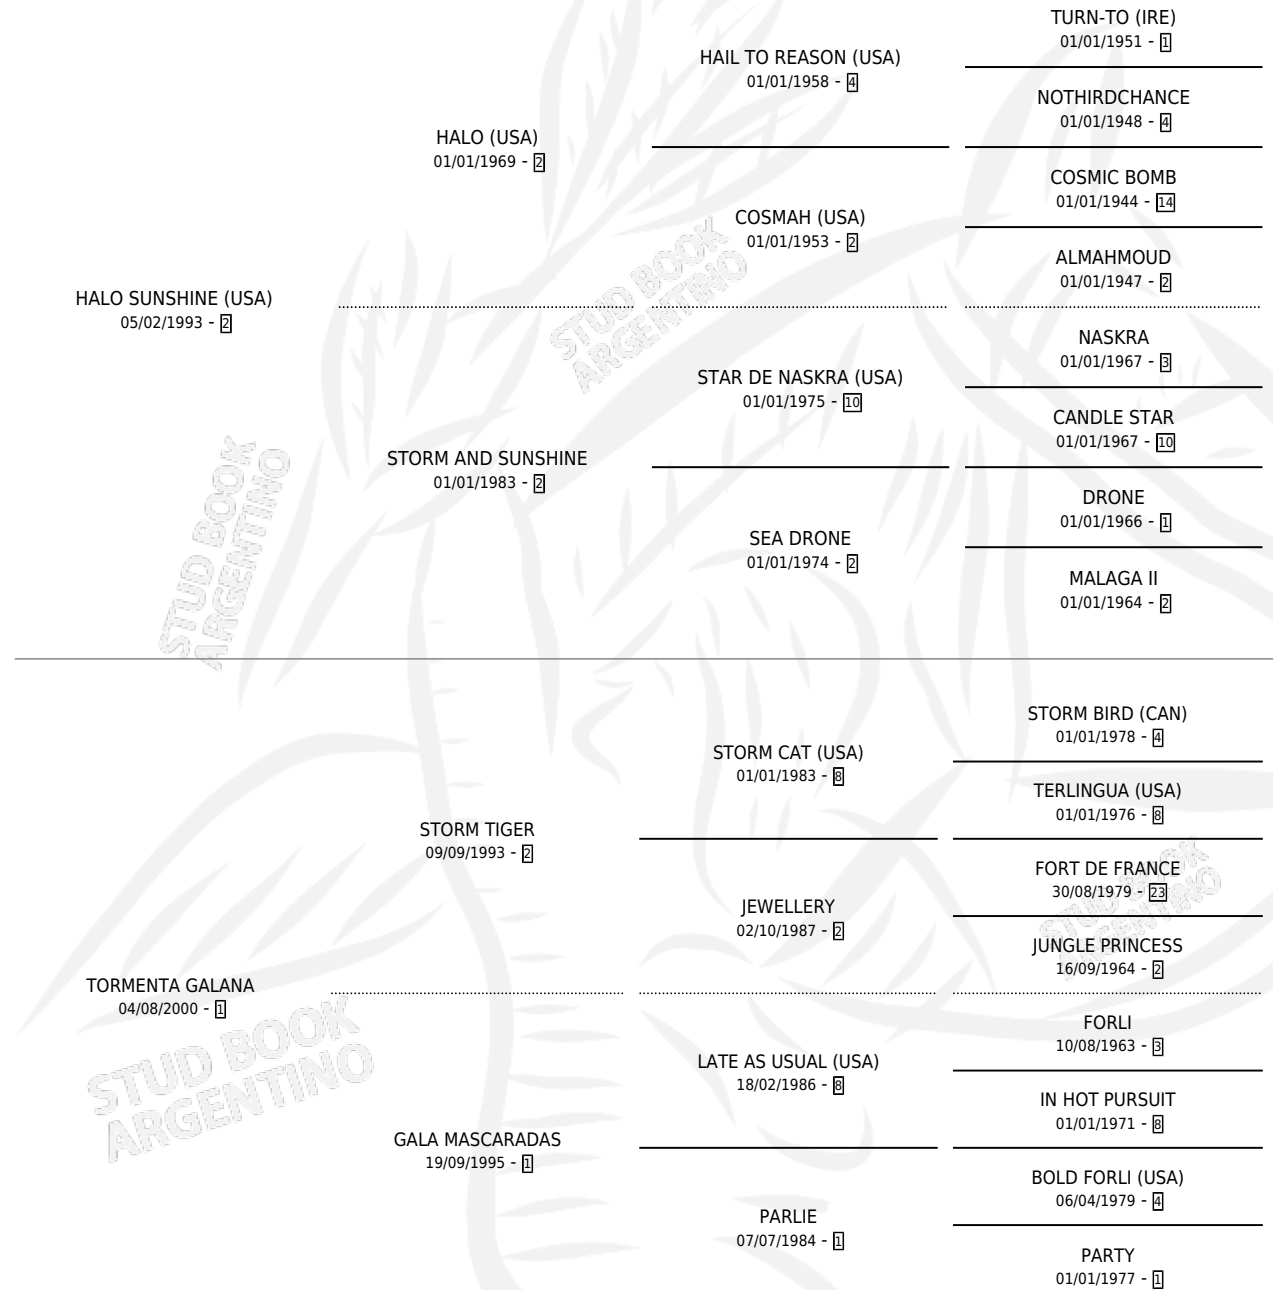 TURN-TO (IRE)
01/01/1951 - 1
HAIL TO REASON (USA)
01/01/1958 - 4
NOTHIRDCHANCE
01/01/1948 - 4
HALO (USA)
01/01/1969 - 2
COSMIC BOMB
01/01/1944 - 14
COSMAH (USA)
01/01/1953 - 2
ALMAHMOUD
01/01/1947 - 2
HALO SUNSHINE (USA)
05/02/1993 - 2
STUD BOOK
ARGENTINO
NASKRA
01/01/1967 - 3
STAR DE NASKRA (USA)
01/01/1975 - 10
CANDLE STAR
01/01/1967 - 10
STORM AND SUNSHINE
01/01/1983 - 2
DRONE
01/01/1966 - 1
SEA DRONE
01/01/1974 - 2
MALAGA II
01/01/1964 - 2
STUD BOOK
ARGENTINO
STORM BIRD (CAN)
01/01/1978 - 4
STORM CAT (USA)
01/01/1983 - 8
TERLINGUA (USA)
01/01/1976 - 8
STORM TIGER
09/09/1993 - 2
FORT DE FRANCE
30/08/1979 - 23
JEWELLERY
02/10/1987 - 2
STUD BOOK
ARGENTINO
JUNGLE PRINCESS
16/09/1964 - 2
TORMENTA GALANA
04/08/2000 - 1
FORLI
10/08/1963 - 3
LATE AS USUAL (USA)
18/02/1986 - 8
STUD BOOK
ARGENTINO
IN HOT PURSUIT
01/01/1971 - 8
GALA MASCARADAS
19/09/1995 - 1
BOLD FORLI (USA)
06/04/1979 - 4
PARLIE
07/07/1984 - 1
PARTY
01/01/1977 - 1